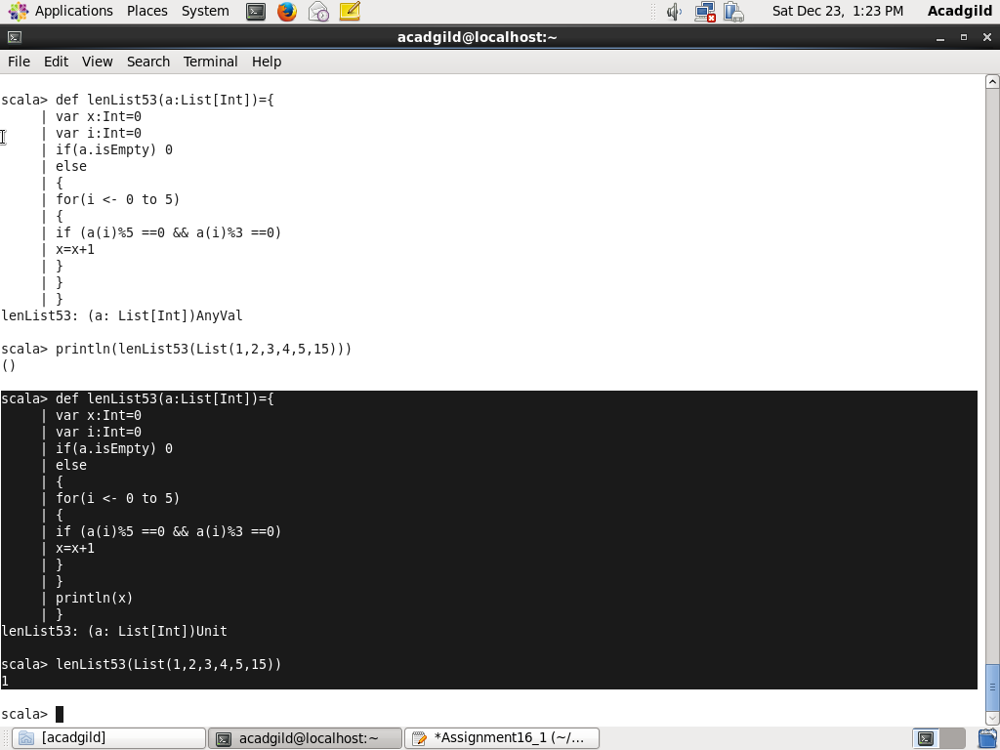 Applications Places System Sat Dec 23, 1:23 PM Acadgild
acadgild@localhost:~
File Edit View Search Terminal Help
scala> def lenList53(a:List[Int])={
     | var x:Int=0
     | var i:Int=0
     | if(a.isEmpty) 0
     | else
     | {
     | for(i <- 0 to 5)
     | {
     | if (a(i)%5 ==0 && a(i)%3 ==0)
     | x=x+1
     | }
     | }
     | }
lenList53: (a: List[Int])AnyVal
scala> println(lenList53(List(1,2,3,4,5,15)))
()
scala> def lenList53(a:List[Int])={
     | var x:Int=0
     | var i:Int=0
     | if(a.isEmpty) 0
     | else
     | {
     | for(i <- 0 to 5)
     | {
     | if (a(i)%5 ==0 && a(i)%3 ==0)
     | x=x+1
     | }
     | }
     | println(x)
     | }
lenList53: (a: List[Int])Unit
scala> lenList53(List(1,2,3,4,5,15))
1
scala>
[acadgild] acadgild@localhost:~ *Assignment16_1 (~/...